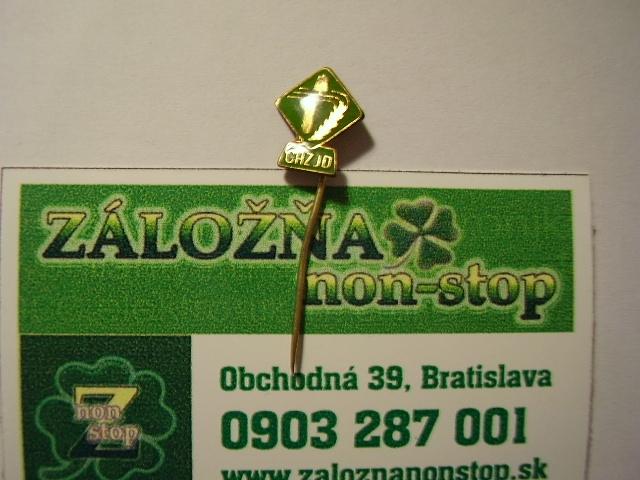 CHZJD
ZÁLOŽŇA
non-stop
Z
non
stop
Obchodná 39, Bratislava
0903 287 001
www.zaloznanonstop.sk